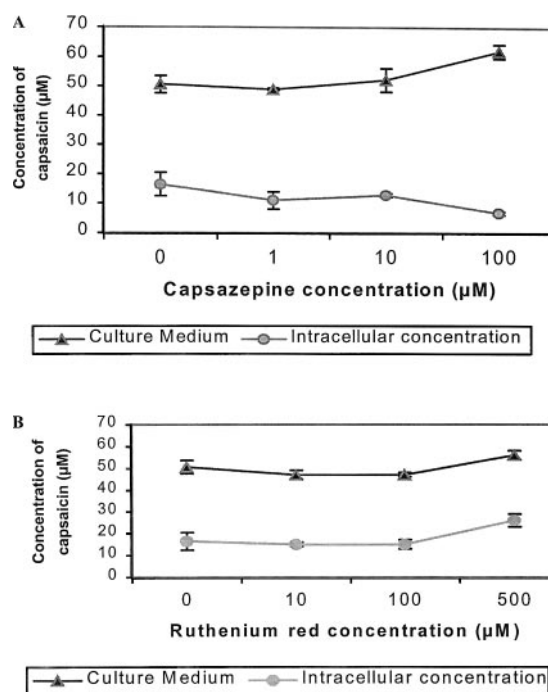 A
Concentration of
capsaicin (µM)
70
60
50
40
30
20
10
0
0 1 10 100
Capsazepine concentration (µM)
Culture Medium Intracellular concentration
B
Concentration of
capsaicin (µM)
70
60
50
40
30
20
10
0
0 10 100 500
Ruthenium red concentration (µM)
Culture Medium Intracellular concentration